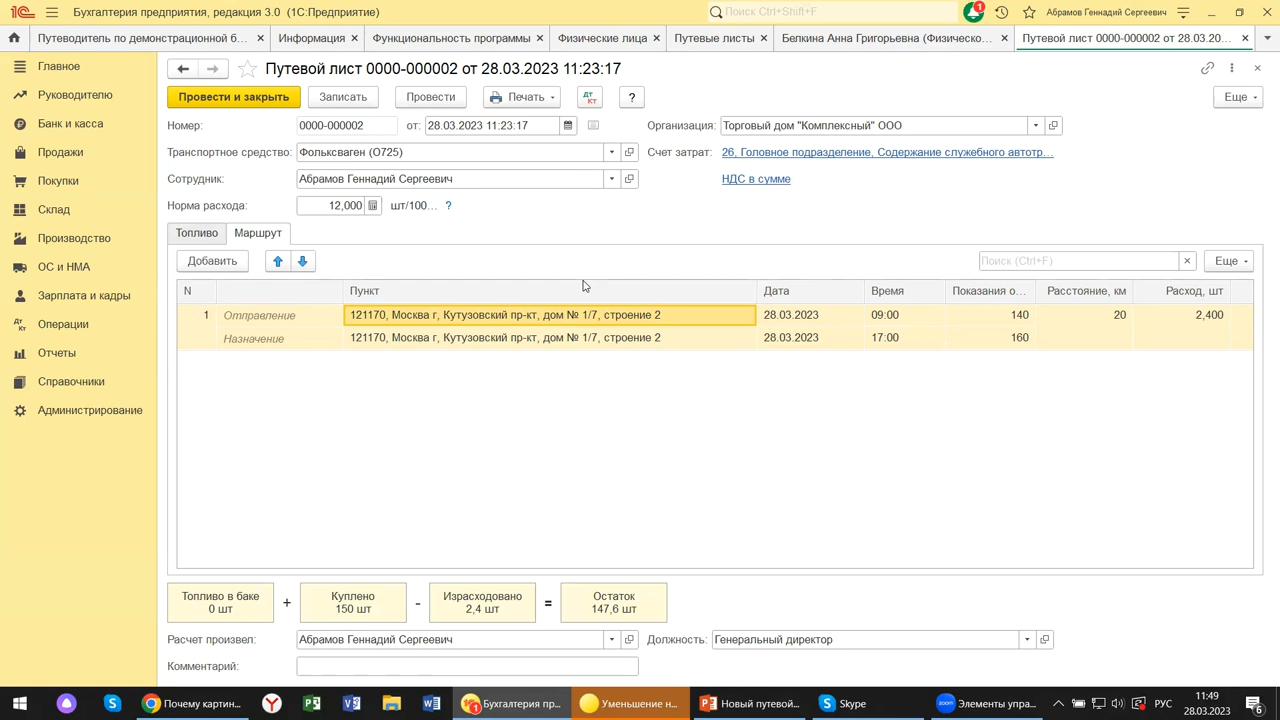 Бухгалтерия предприятия, редакция 3.0 (1С:Предприятие)
Поиск Ctrl+Shift+F
1
Абрамов Геннадий Сергеевич
Путеводитель по демонстрационной б...
Информация
Функциональность программы
Физические лица
Путевые листы
Белкина Анна Григорьевна (Физическо...
Путевой лист 0000-000002 от 28.03.20...
Главное
Руководителю
Банк и касса
Продажи
Покупки
Склад
Производство
ОС и НМА
Зарплата и кадры
Операции
Отчеты
Справочники
Администрирование
Путевой лист 0000-000002 от 28.03.2023 11:23:17
Провести и закрыть
Записать
Провести
Печать
Дт Кт
?
Еще
Номер:
0000-000002
от:
28.03.2023 11:23:17
Организация:
Торговый дом "Комплексный" ООО
Транспортное средство:
Фольксваген (О725)
Счет затрат:
26, Головное подразделение, Содержание служебного автотр...
Сотрудник:
Абрамов Геннадий Сергеевич
НДС в сумме
Норма расхода:
12,000
шт/100...
?
Топливо
Маршрут
Добавить
Поиск (Ctrl+F)
Еще
N
Пункт
Дата
Время
Показания о...
Расстояние, км
Расход, шт
1
Отправление
121170, Москва г, Кутузовский пр-кт, дом № 1/7, строение 2
28.03.2023
09:00
140
20
2,400
Назначение
121170, Москва г, Кутузовский пр-кт, дом № 1/7, строение 2
28.03.2023
17:00
160
Топливо в баке
0 шт
+
Куплено
150 шт
-
Израсходовано
2,4 шт
=
Остаток
147,6 шт
Расчет произвел:
Абрамов Геннадий Сергеевич
Должность:
Генеральный директор
Комментарий:
Почему картин...
Бухгалтерия пр...
Уменьшение н...
Новый путевой...
Skype
Элементы упра...
РУС
11:49
28.03.2023
6